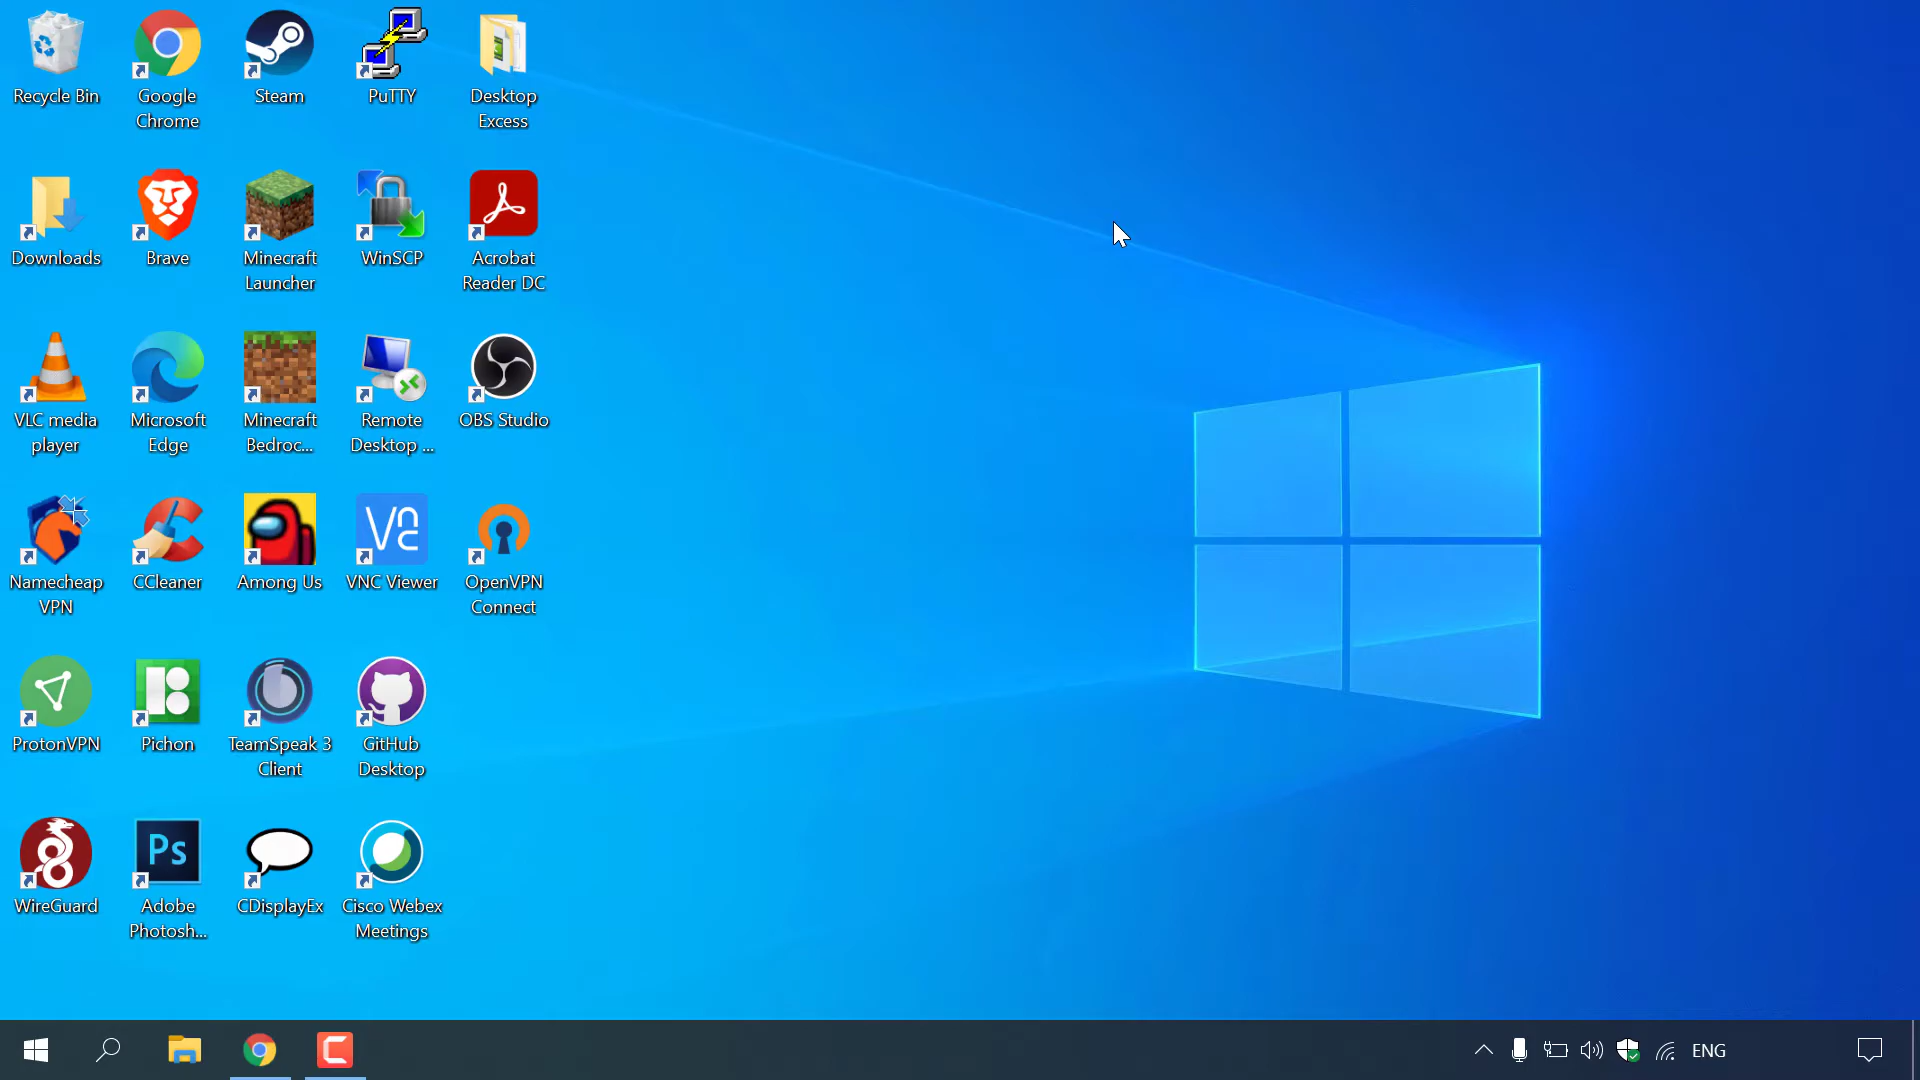 Recycle Bin
Google
Chrome
Steam
PuTTY
Desktop
Excess
Downloads
Brave
Minecraft
Launcher
WinSCP
Acrobat
Reader DC
VLC media
player
Microsoft
Edge
Minecraft
Bedroc...
Remote
Desktop ...
OBS Studio
Namecheap
VPN
CCleaner
Among Us
VNC Viewer
OpenVPN
Connect
ProtonVPN
Pichon
TeamSpeak 3
Client
GitHub
Desktop
WireGuard
Ps
Adobe
Photosh...
CDisplayEx
Cisco Webex
Meetings
ENG